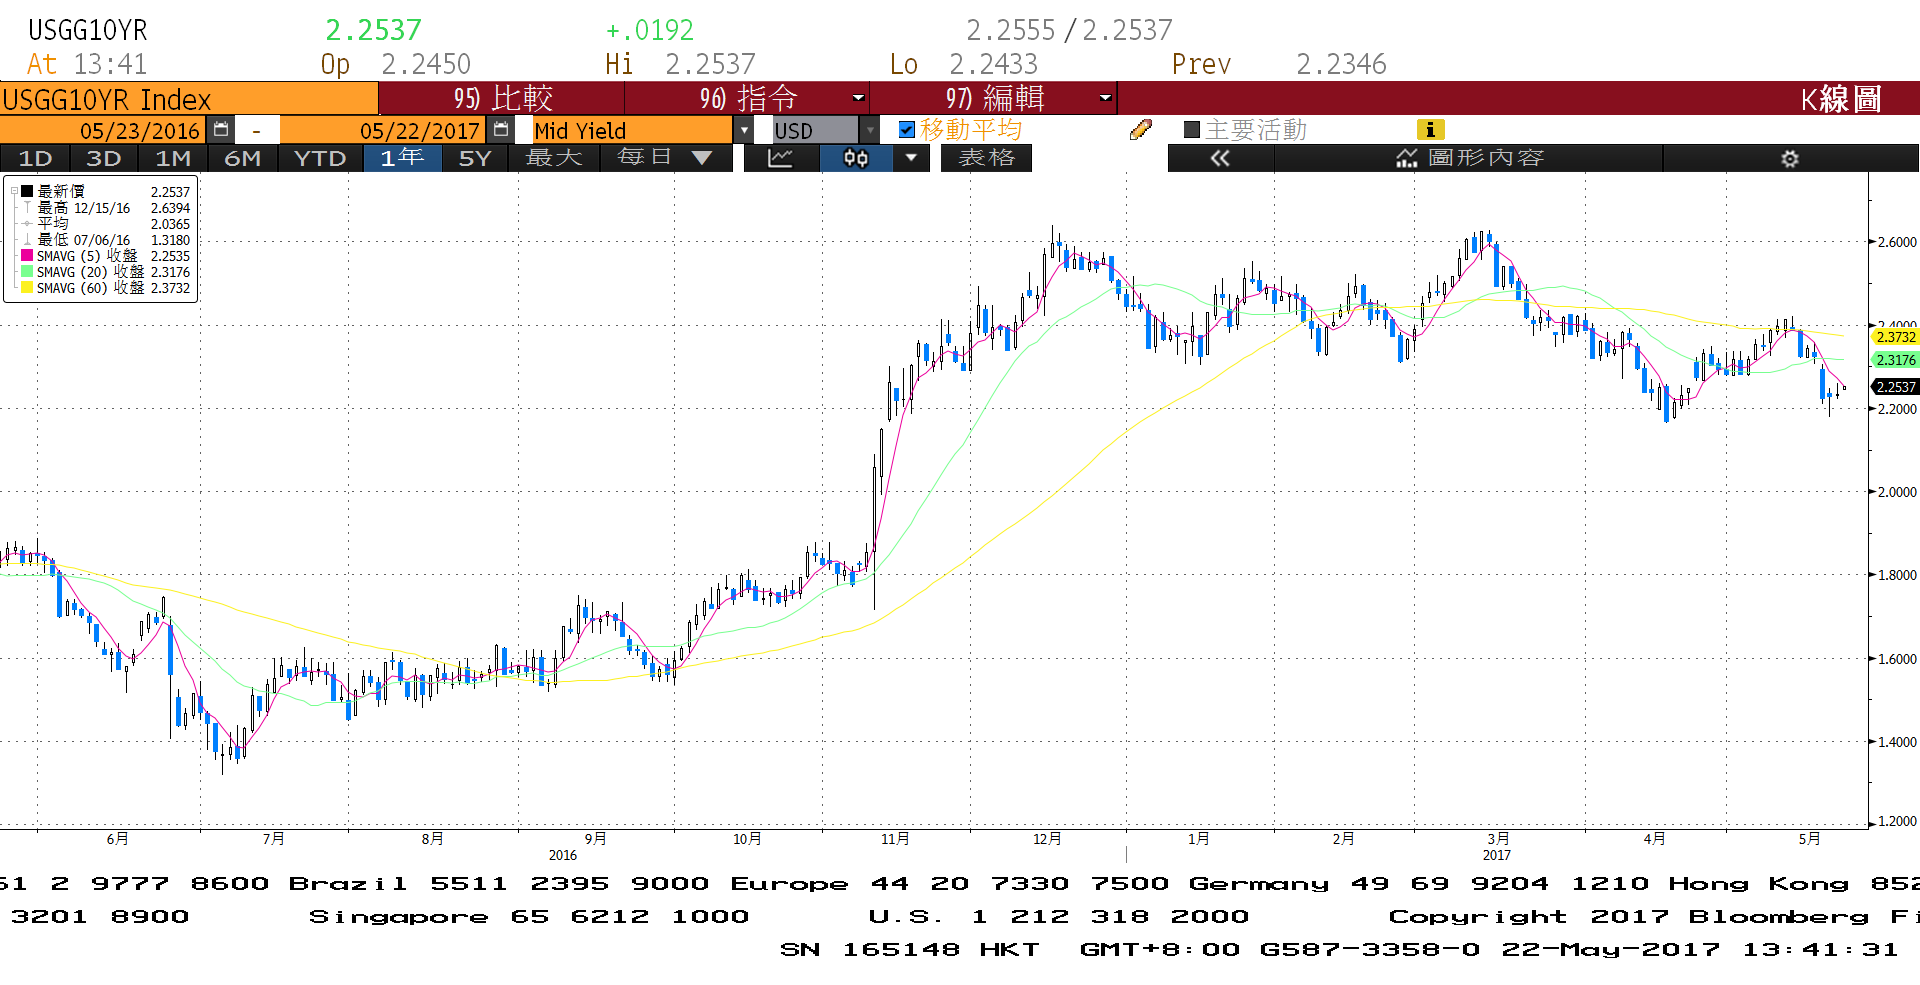 USGG10YR 2.2537 +.0192 2.2555/2.2537
At 13:41 Op 2.2450 Hi 2.2537 Lo 2.2433 Prev 2.2346
USGG10YR Index 95) 比較 96) 指令 97) 編輯 K線圖
05/23/2016 - 05/22/2017 Mid Yield USD 移動平均 主要活動 i
1D 3D 1M 6M YTD 1年 5Y 最大 每日 表格 圖形內容
最新價 2.2537
最高 12/15/16 2.6394
平均 2.0365
最低 07/06/16 1.3180
SMAVG (5) 收盤 2.2535
SMAVG (20) 收盤 2.3176
SMAVG (60) 收盤 2.3732
2.6000
2.4000
2.3732
2.3176
2.2537
2.2000
2.0000
1.8000
1.6000
1.4000
1.2000
6月 7月 8月 9月 10月 11月 12月 1月 2月 3月 4月 5月
2016 2017
61 2 9777 8600 Brazil 5511 2395 9000 Europe 44 20 7330 7500 Germany 49 69 9204 1210 Hong Kong 852
3201 8900 Singapore 65 6212 1000 U.S. 1 212 318 2000 Copyright 2017 Bloomberg Fi
SN 165148 HKT GMT+8:00 G587-3358-0 22-May-2017 13:41:31